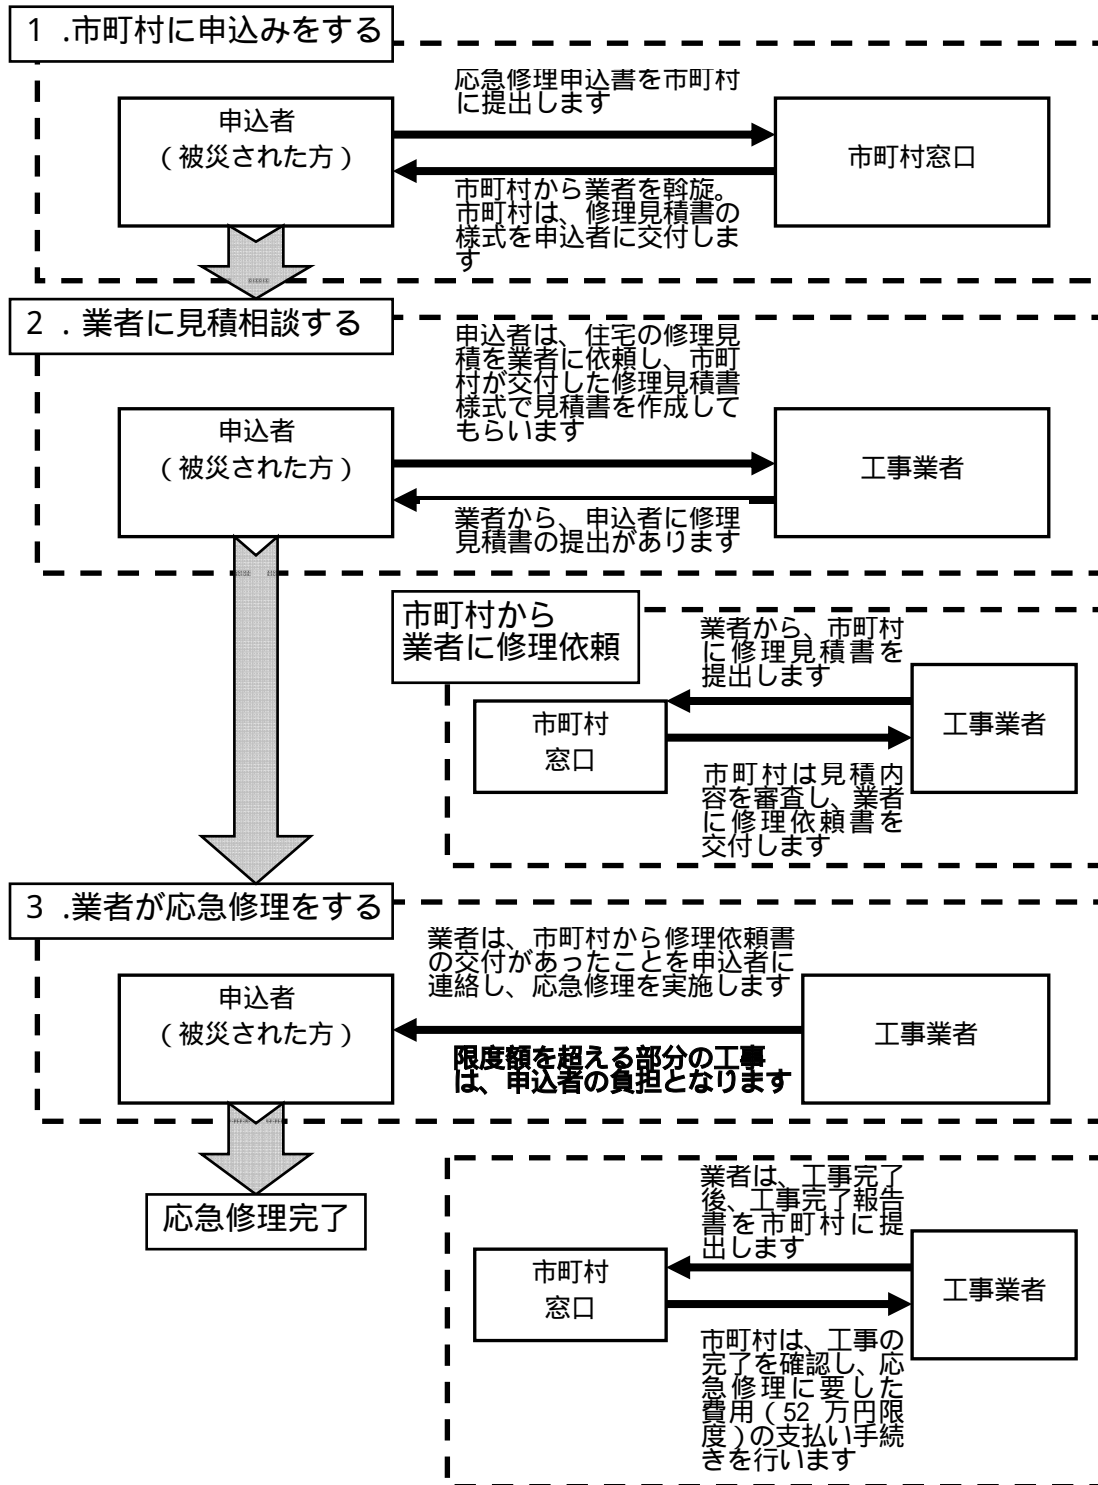 1 .市町村に申込みをする
応急修理申込書を市町村
に提出します
申込者
（被災された方）
市町村窓口
市町村から業者を斡旋。
市町村は、修理見積書の
様式を申込者に交付しま
す
2 . 業者に見積相談する
申込者は、住宅の修理見
積を業者に依頼し、市町
村が交付した修理見積書
様式で見積書を作成して
もらいます
申込者
（被災された方）
工事業者
業者から、申込者に修理
見積書の提出があります
市町村から
業者に修理依頼
業者から、市町村
に修理見積書を
提出します
市町村
窓口
工事業者
市町村は見積内
容を審査し、業者
に修理依頼書を
交付します
3 .業者が応急修理をする
業者は、市町村から修理依頼書
の交付があったことを申込者に
連絡し、応急修理を実施します
申込者
（被災された方）
工事業者
限度額を超える部分の工事
は、申込者の負担となります
応急修理完了
業者は、工事完了
後、工事完了報告
書を市町村に提
出します
市町村
窓口
工事業者
市町村は、工事の
完了を確認し、応
急修理に要した
費用（52 万円限
度）の支払い手続
きを行います